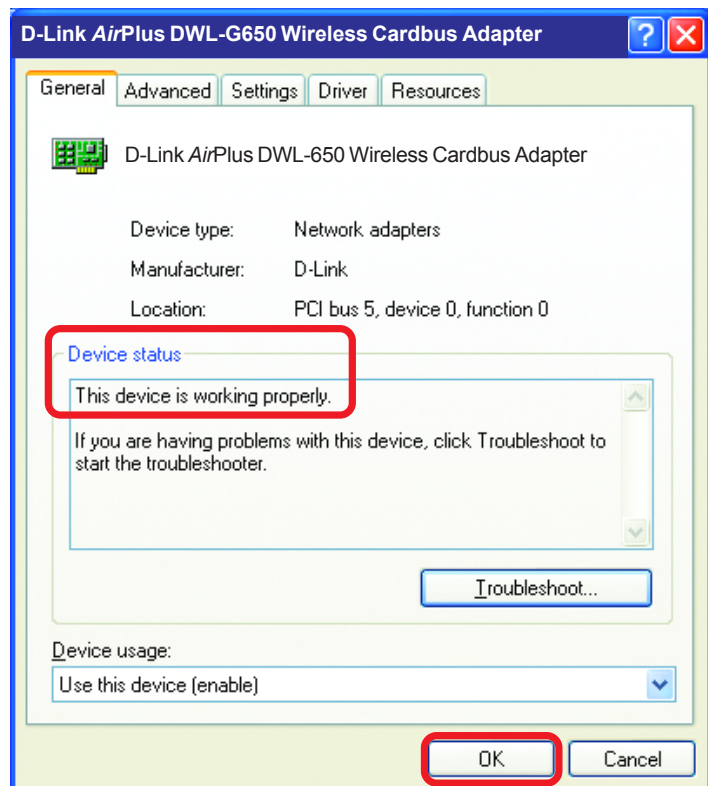 D-Link AirPlus DWL-G650 Wireless Cardbus Adapter
General Advanced Settings Driver Resources
D-Link AirPlus DWL-650 Wireless Cardbus Adapter
Device type: Network adapters
Manufacturer: D-Link
Location: PCI bus 5, device 0, function 0
Device status
This device is working properly.
If you are having problems with this device, click Troubleshoot to
start the troubleshooter.
Troubleshoot...
Device usage:
Use this device (enable)
OK Cancel